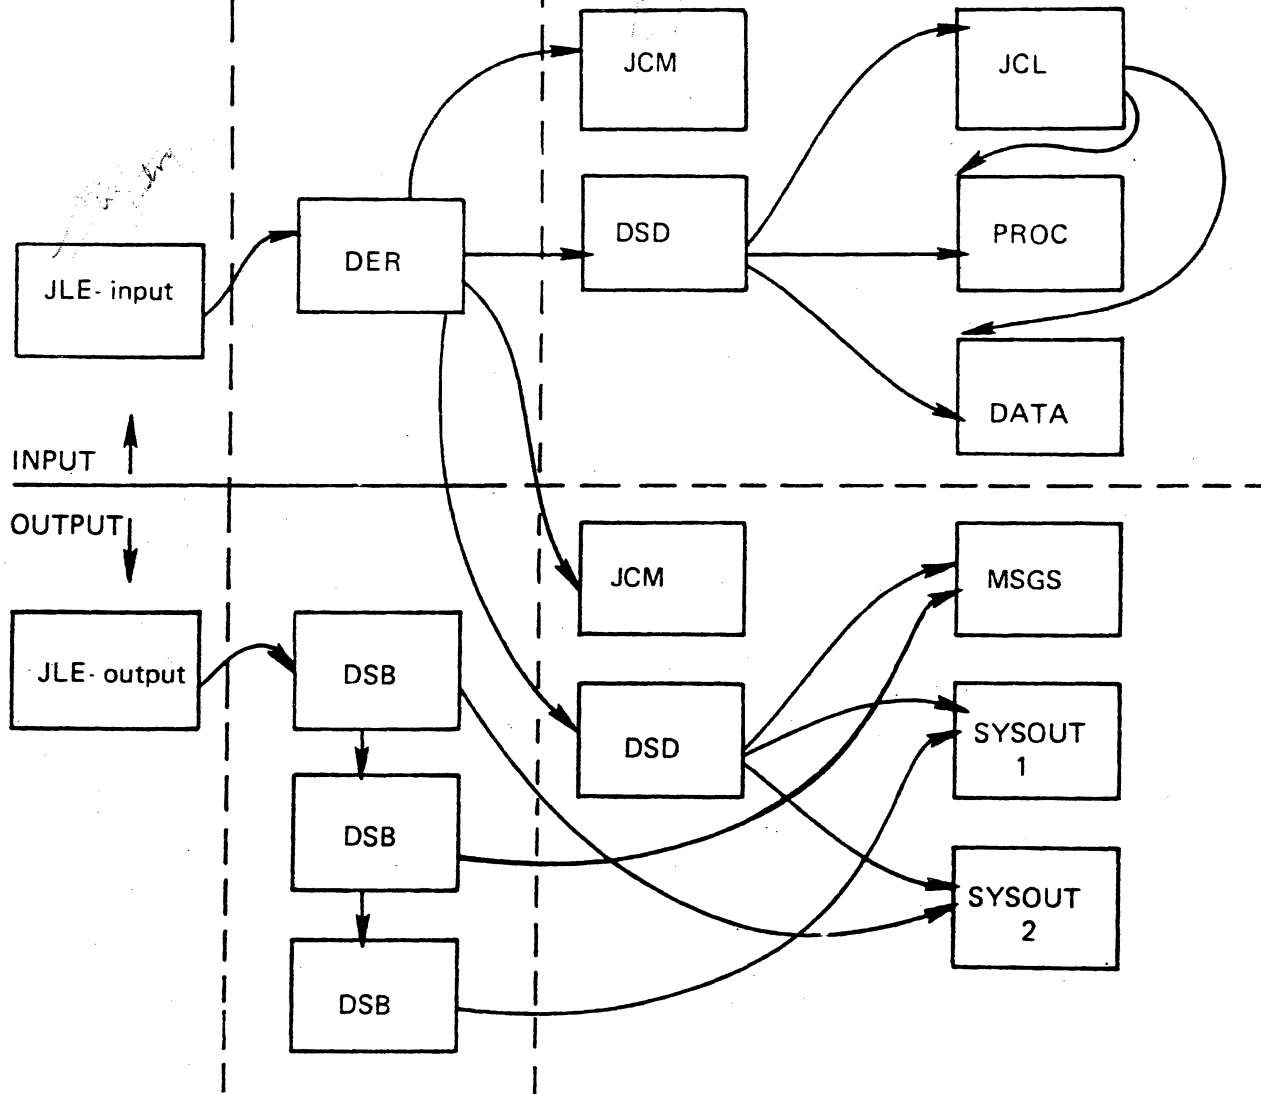 JCM
JCL
DSD
PROC
DER
JLE- input
DATA
INPUT
OUTPUT
JCM
MSGS
JLE- output
DSB
DSD
SYSOUT
1
DSB
SYSOUT
2
DSB